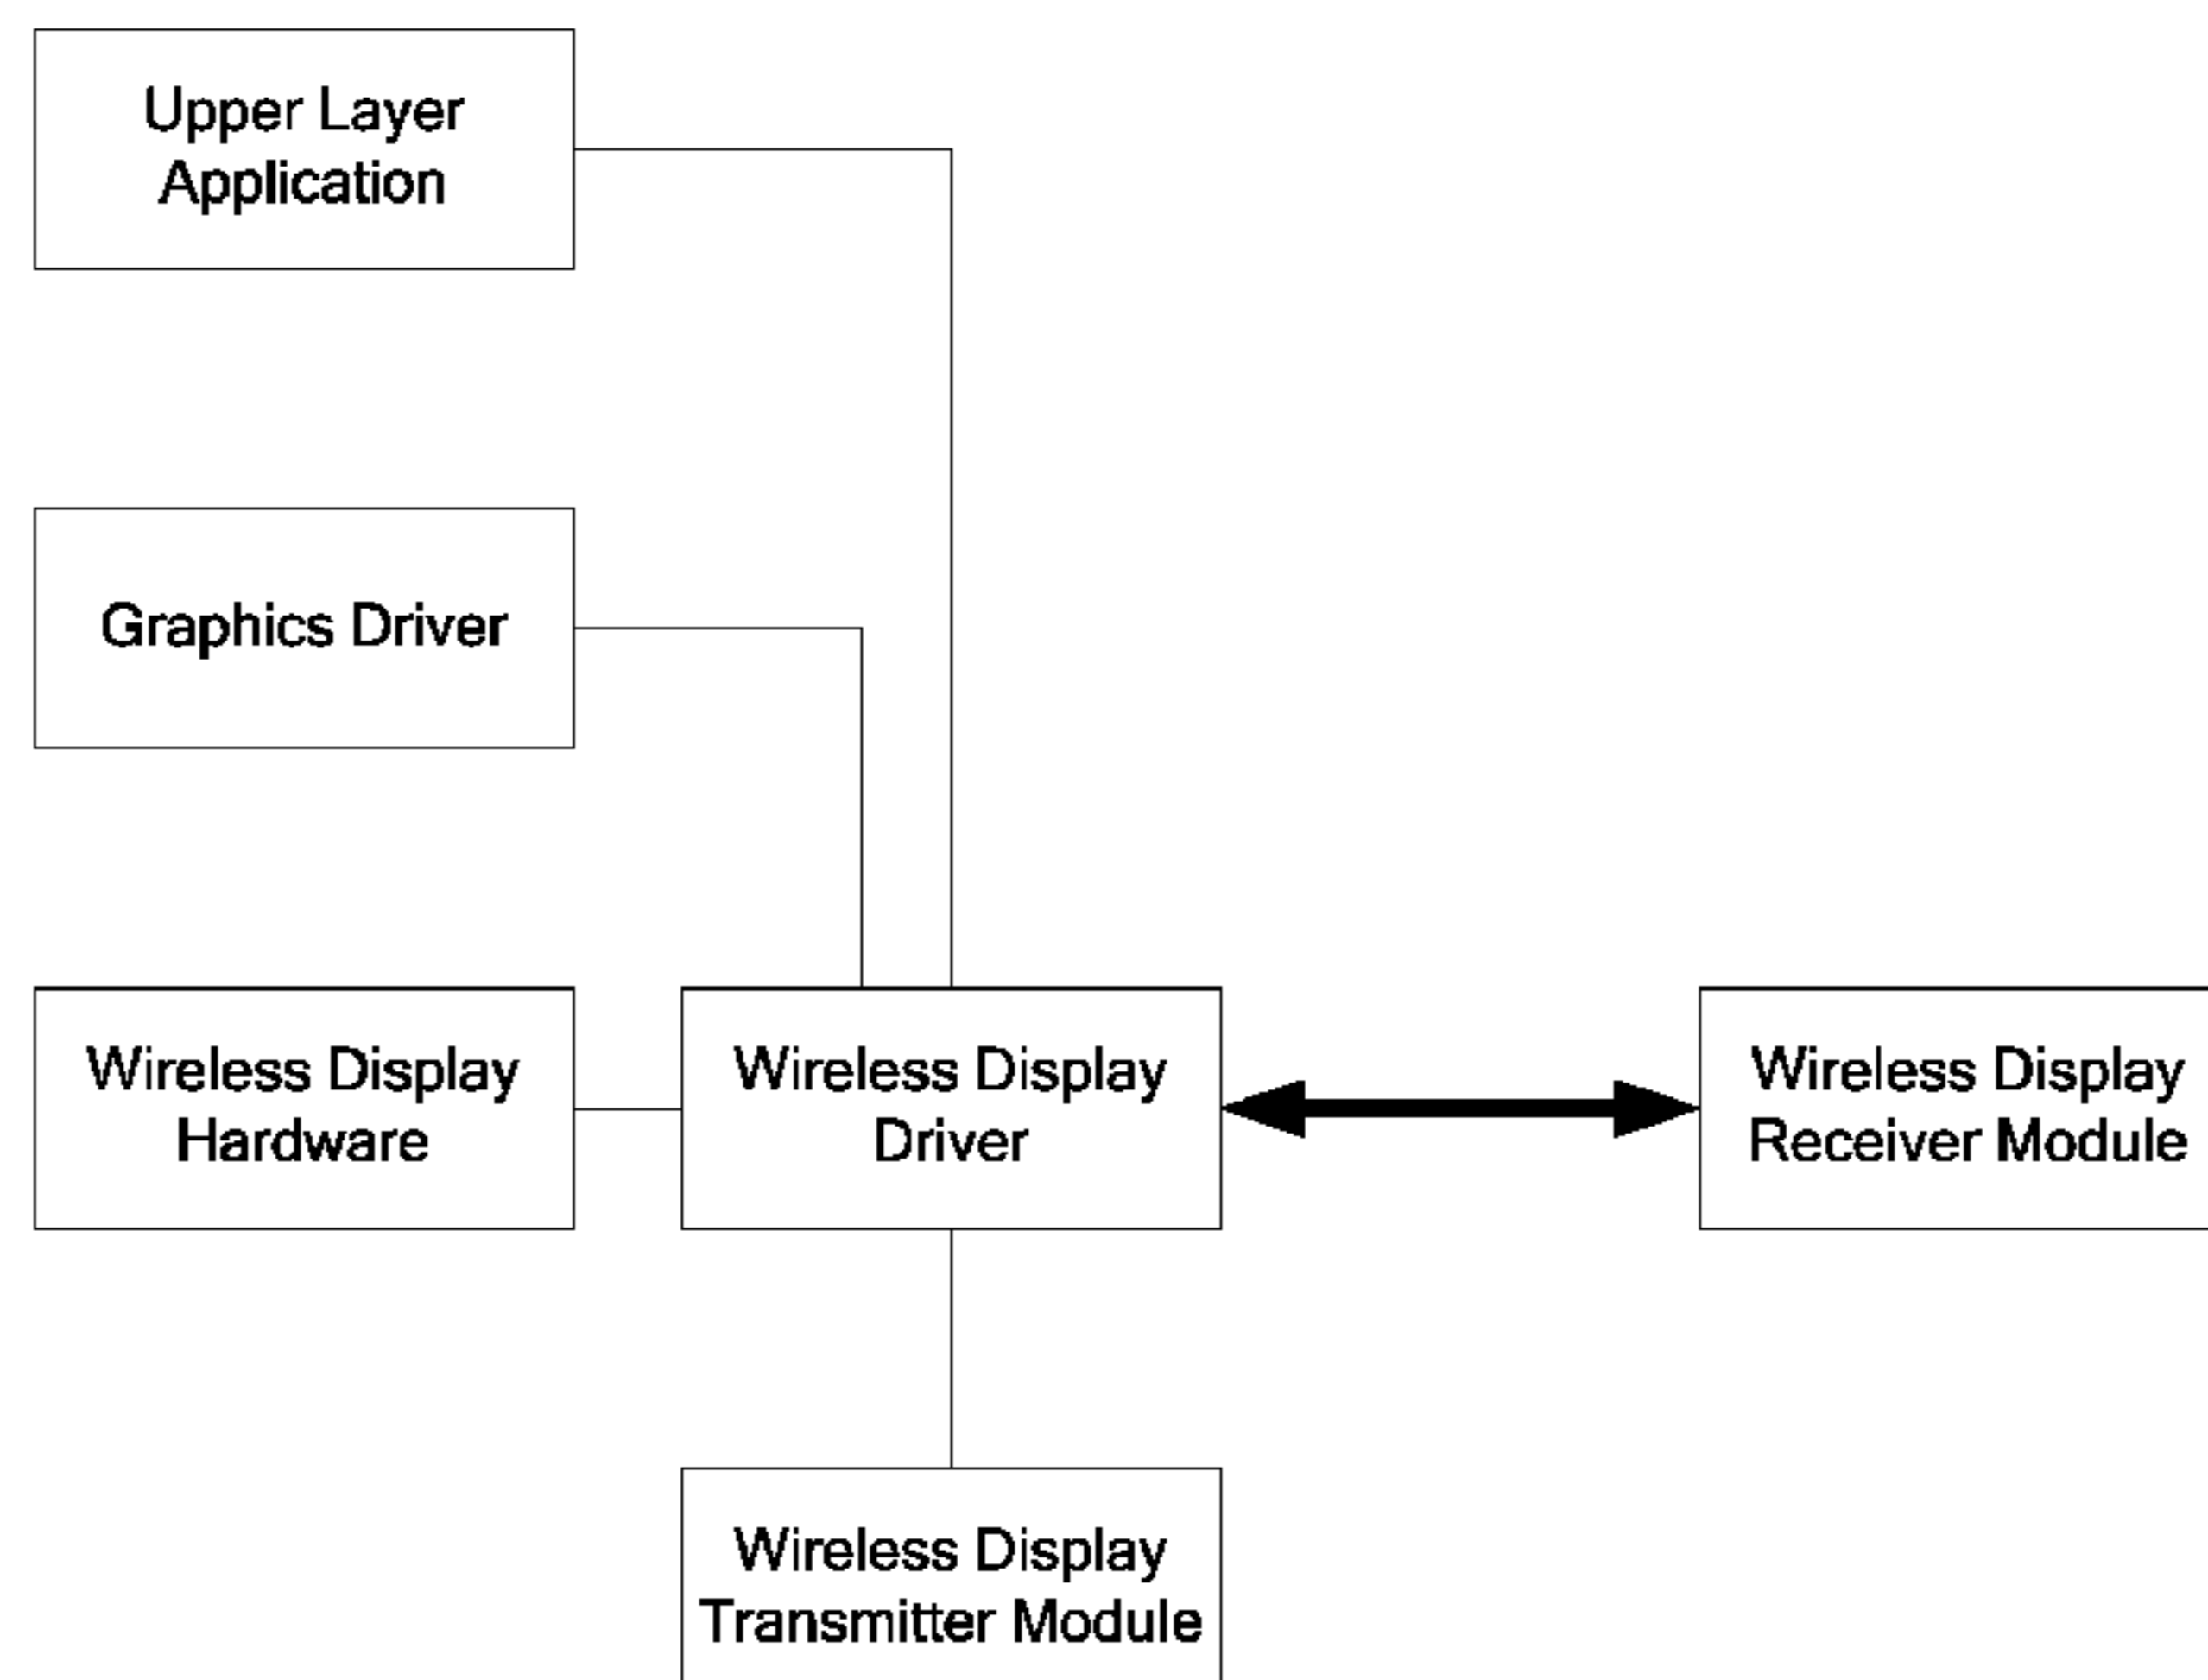 Upper Layer
Application
Graphics Driver
Wireless Display
Hardware
Wireless Display
Driver
Wireless Display
Receiver Module
Wireless Display
Transmitter Module